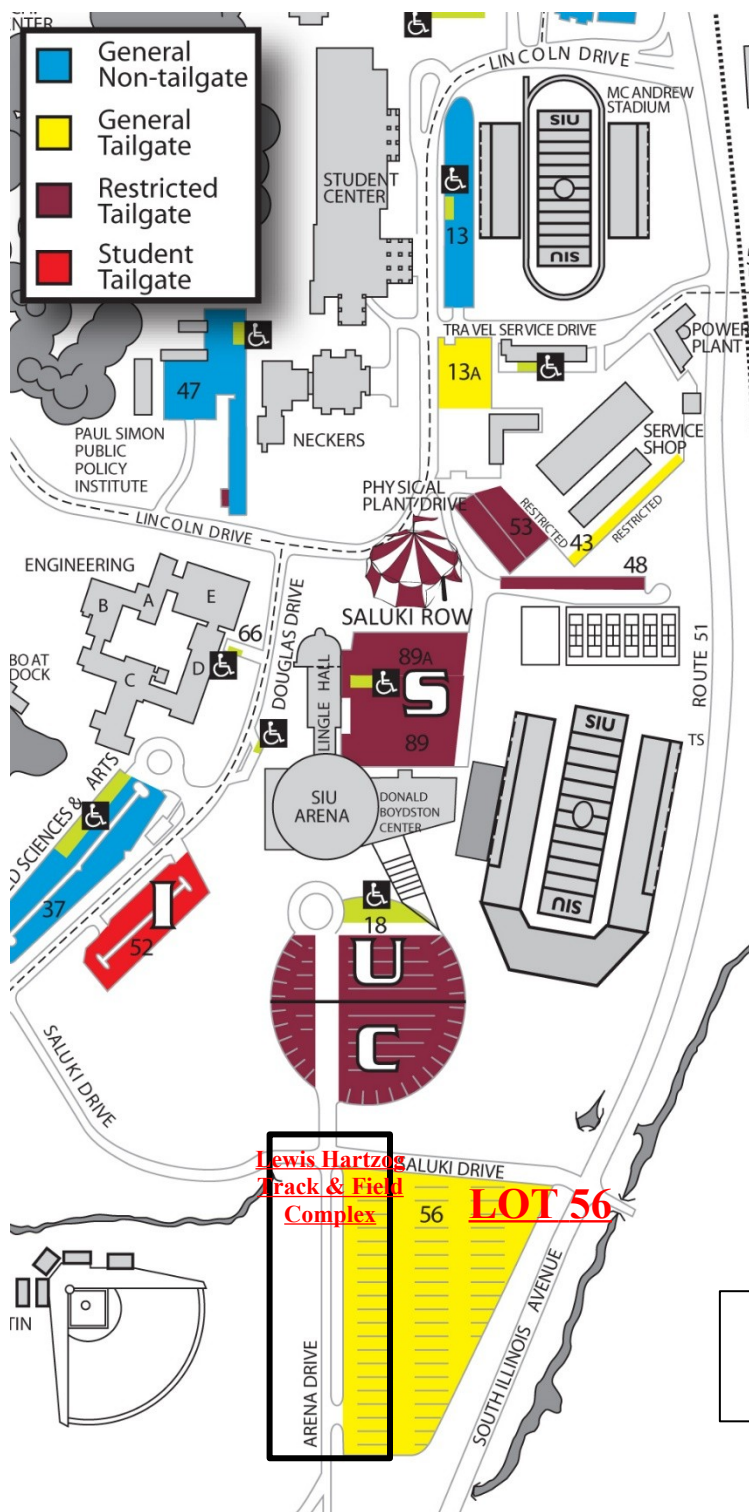 ENTER
General
Non-tailgate
General
Tailgate
Restricted
Tailgate
Student
Tailgate
LINCOLN DRIVE
MC ANDREW
STADIUM
SIU
SIU
STUDENT
CENTER
13
TRAVEL SERVICE DRIVE
POWER
PLANT
13A
47
NECKERS
PAUL SIMON
PUBLIC
POLICY
INSTITUTE
SERVICE
SHOP
PHYSICAL
PLANT DRIVE
LINCOLN DRIVE
53
RESTRICTED
43
RESTRICTED
48
ENGINEERING
A
B
E
C
D
66
DOUGLAS DRIVE
SALUKI ROW
BOAT
DOCK
LINGLE HALL
89A
S
89
ROUTE 51
TS
SIU
SIU
SIU
ARENA
DONALD
BOYDSTON
CENTER
ED SCIENCES & ARTS
37
I
52
18
U
C
SALUKI DRIVE
Lewis Hartzog
Track & Field
Complex
SALUKI DRIVE
56
LOT 56
TIN
ARENA DRIVE
SOUTH ILLINOIS AVENUE